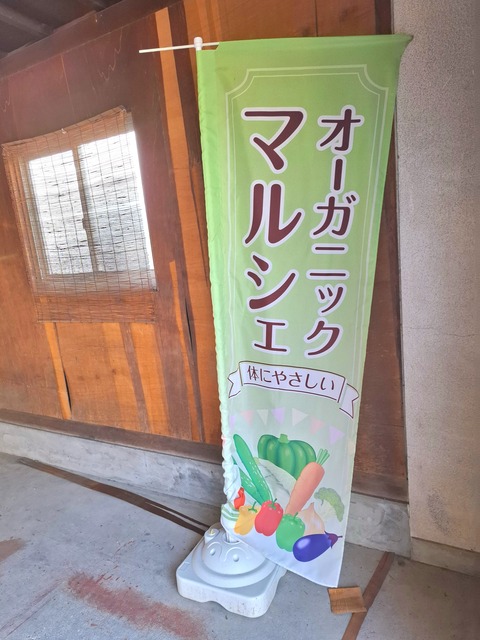 オーガニック
マルシェ
体にやさしい